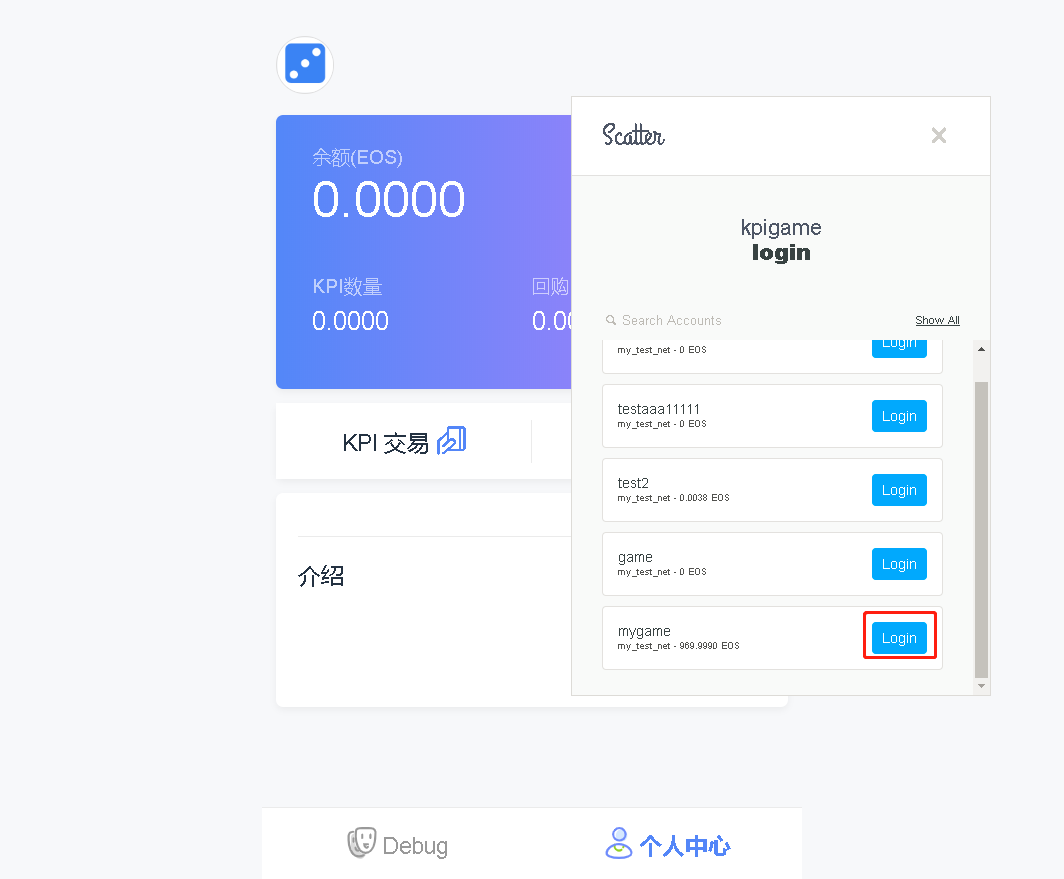 余额(EOS)
0.0000
KPI数量
回购
0.0000
0.00
KPI 交易
介绍
Scatter
kpigame
login
Search Accounts
Show All
my_test_net - 0 EOS
Login
testaaa11111
my_test_net - 0 EOS
Login
test2
my_test_net - 0.0038 EOS
Login
game
my_test_net - 0 EOS
Login
mygame
my_test_net - 969.9990 EOS
Login
Debug
个人中心